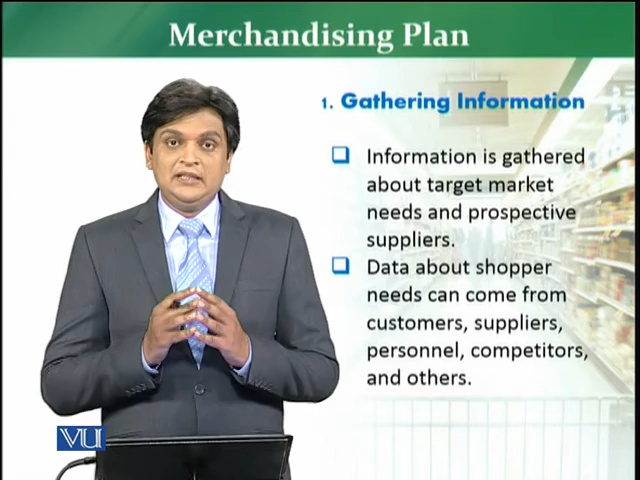 Merchandising Plan
1. Gathering Information
Information is gathered
about target market
needs and prospective
suppliers.
Data about shopper
needs can come from
customers, suppliers,
personnel, competitors,
and others.
VU